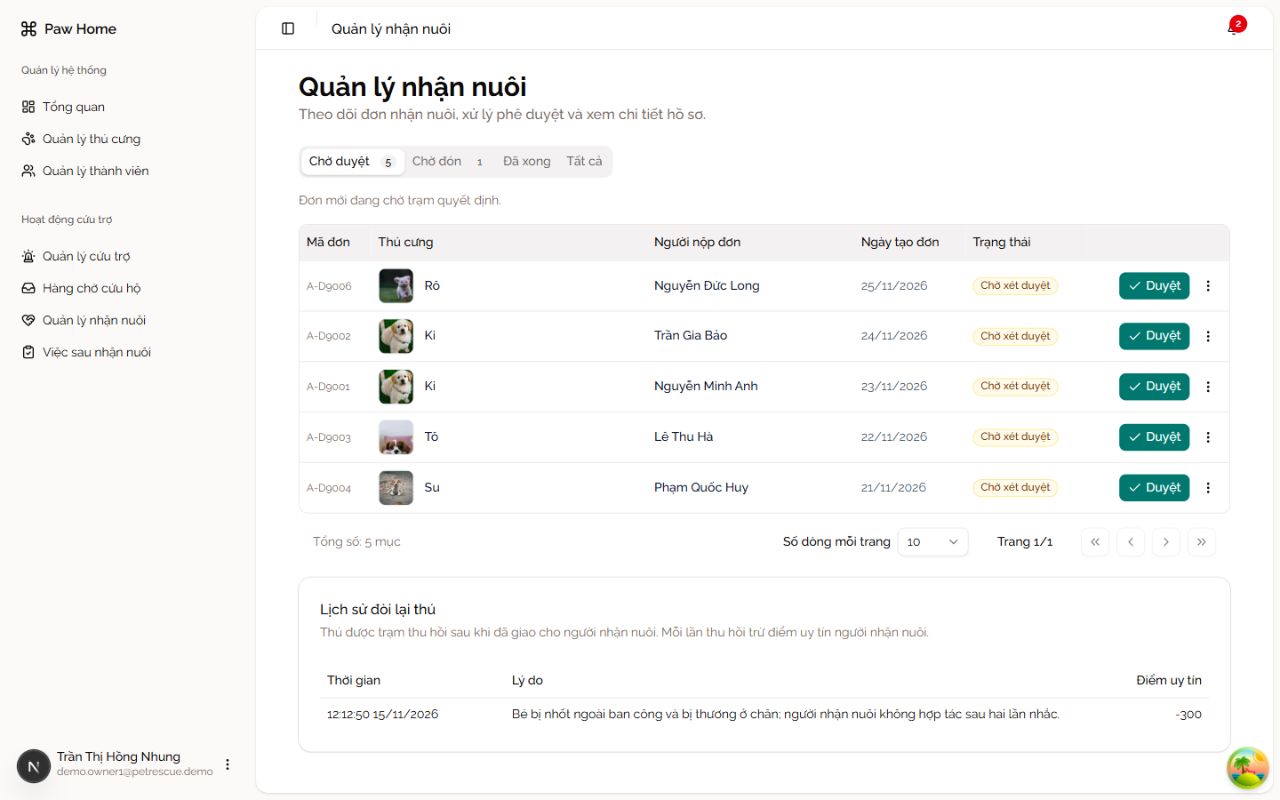 Paw Home
Quản lý hệ thống
Tổng quan
Quản lý thú cưng
Quản lý thành viên
Hoạt động cứu trợ
Quản lý cứu trợ
Hàng chờ cứu hộ
Quản lý nhận nuôi
Việc sau nhận nuôi
Trần Thị Hồng Nhung
demo.owner1@petrescue.demo
N
Quản lý nhận nuôi
2
Quản lý nhận nuôi
Theo dõi đơn nhận nuôi, xử lý phê duyệt và xem chi tiết hồ sơ.
Chờ duyệt 5 Chờ đón 1 Đã xong Tất cả
Đơn mới đang chờ trạm quyết định.
Mã đơn Thú cưng Người nộp đơn Ngày tạo đơn Trạng thái
A-D9006 Rô Nguyễn Đức Long 25/11/2026 Chờ xét duyệt Duyệt
A-D9002 Ki Trần Gia Bảo 24/11/2026 Chờ xét duyệt Duyệt
A-D9001 Ki Nguyễn Minh Anh 23/11/2026 Chờ xét duyệt Duyệt
A-D9003 Tô Lê Thu Hà 22/11/2026 Chờ xét duyệt Duyệt
A-D9004 Su Phạm Quốc Huy 21/11/2026 Chờ xét duyệt Duyệt
Tổng số: 5 mục Số dòng mỗi trang 10 Trang 1/1
Lịch sử đòi lại thú
Thú được trạm thu hồi sau khi đã giao cho người nhận nuôi. Mỗi lần thu hồi trừ điểm uy tín người nhận nuôi.
Thời gian Lý do Điểm uy tín
12:12:50 15/11/2026 Bé bị nhốt ngoài ban công và bị thương ở chân; người nhận nuôi không hợp tác sau hai lần nhắc. -300